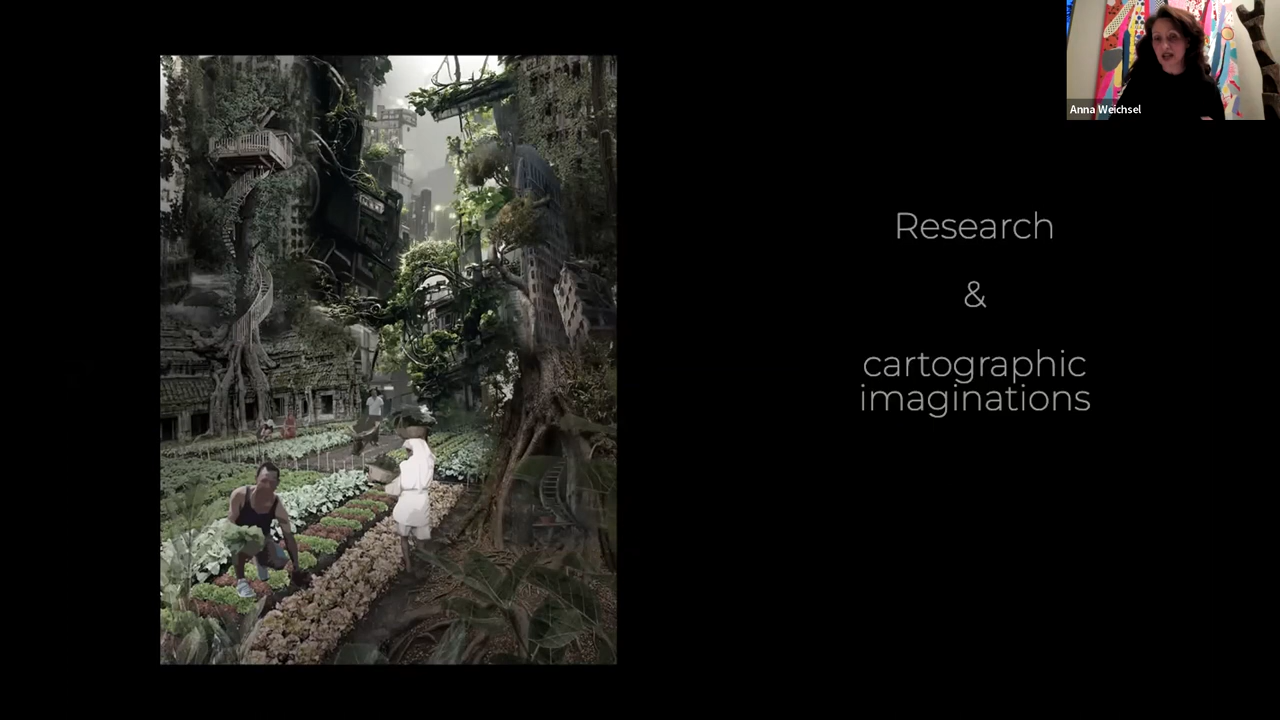 Anna Weichsel
Research
&
cartographic
imaginations